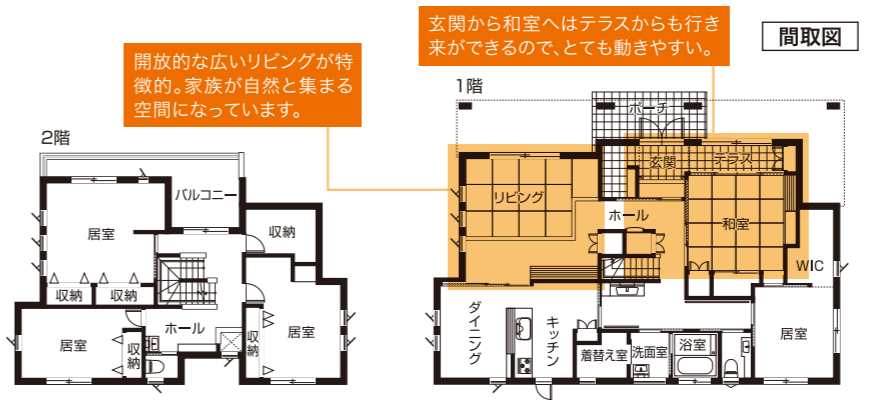 間取図
開放的な広いリビングが特
徴的。家族が自然と集まる
空間になっています。
玄関から和室へはテラスからも行き
来ができるので、とても動きやすい。
2階
バルコニー
居室
収納
収納
収納
ホール
居室
収納
収納
居室
1階
ポーチ
玄関
テラス
リビング
ホール
和室
WIC
ダイニング
キッチン
着替え室
洗面室
浴室
居室